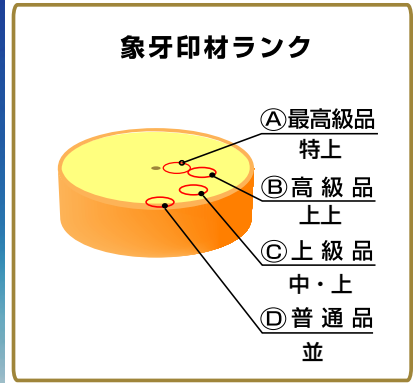 象牙印材ランク
Ⓐ最高級品
特上
Ⓑ高級品
上上
Ⓒ上級品
中・上
Ⓓ普通品
並